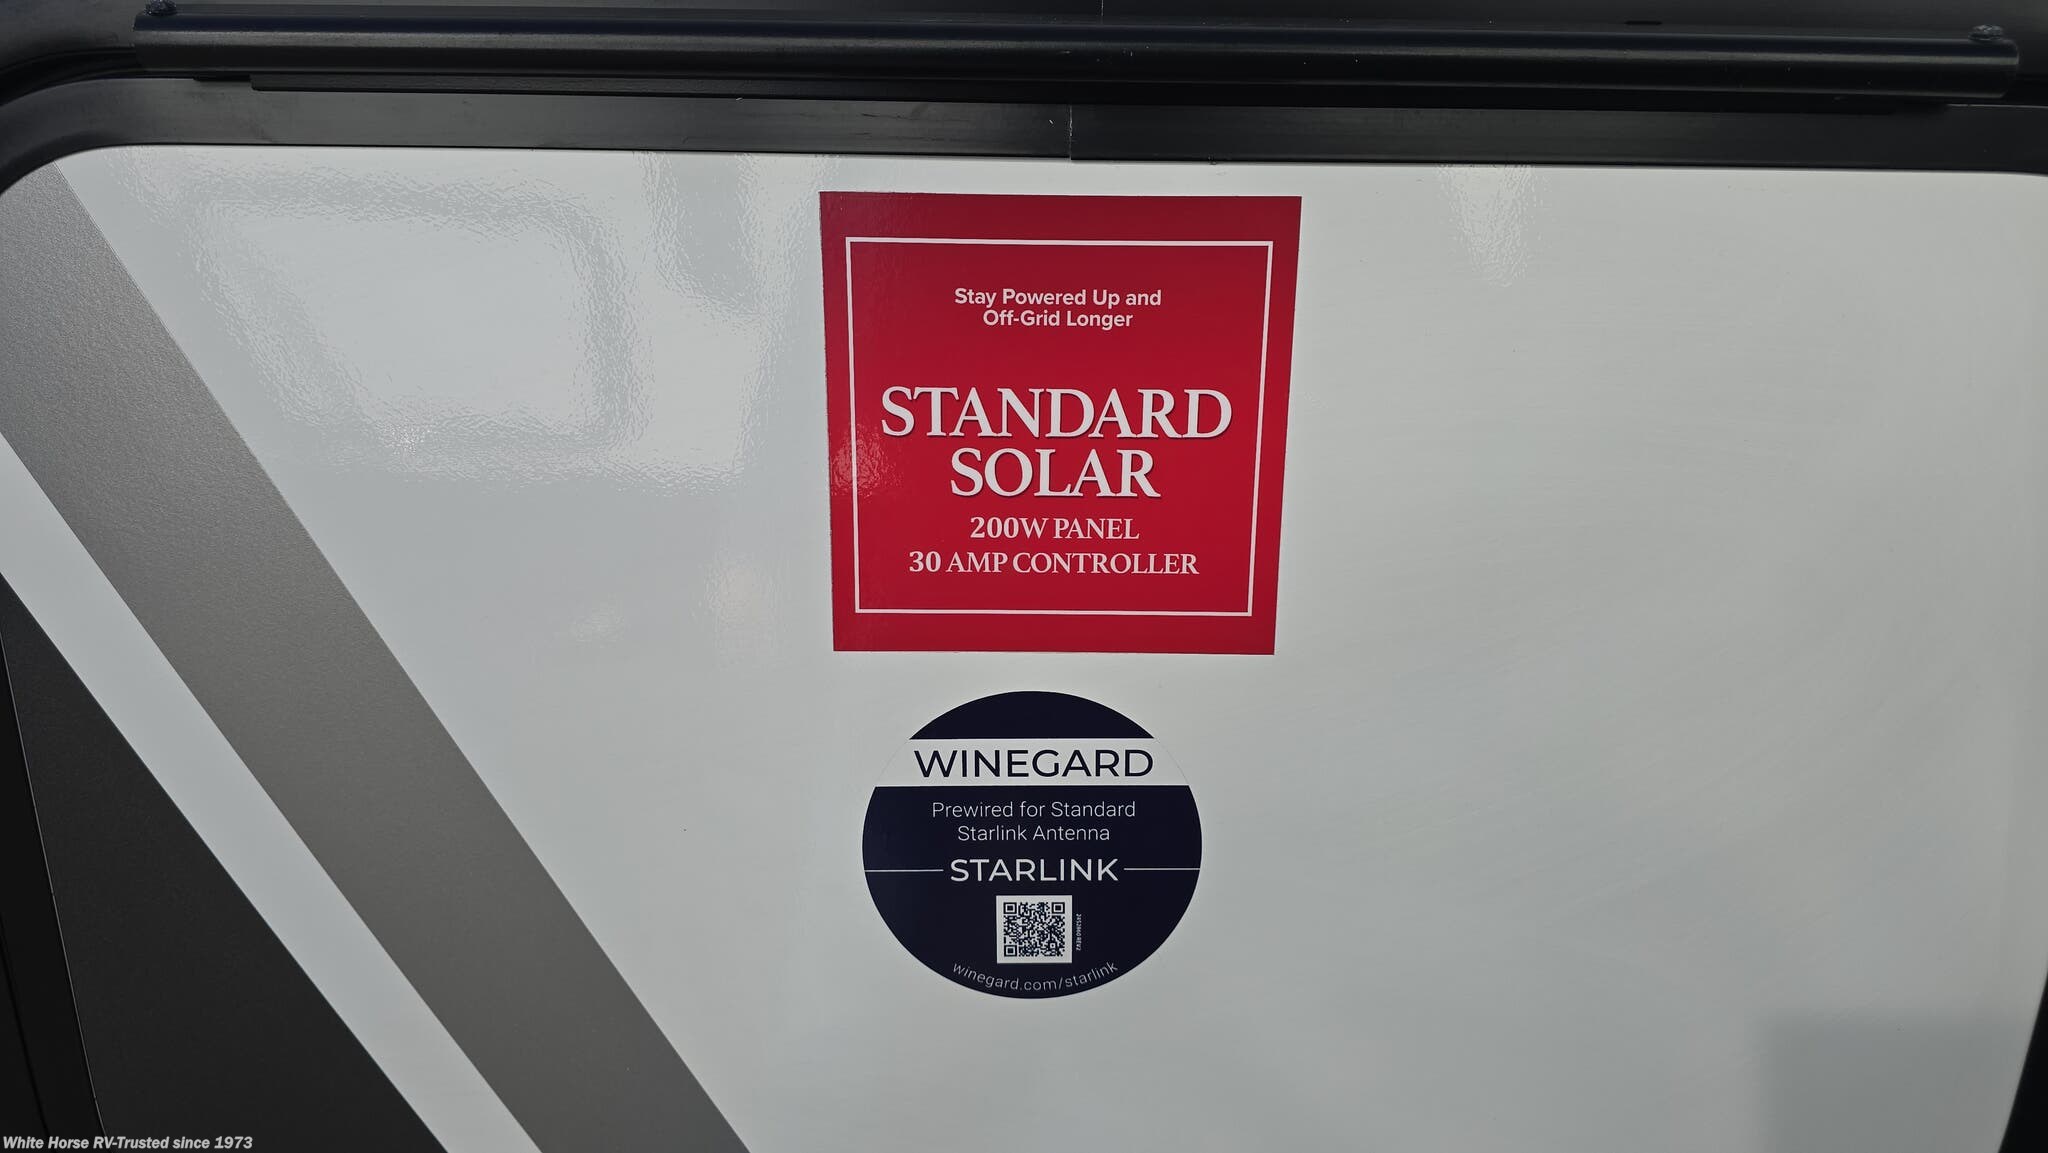 Stay Powered Up and
Off-Grid Longer
STANDARD
SOLAR
200W PANEL
30 AMP CONTROLLER
WINEGARD
Prewired for Standard
Starlink Antenna
STARLINK
winegard.com/starlink
White Horse RV-Trusted since 1973